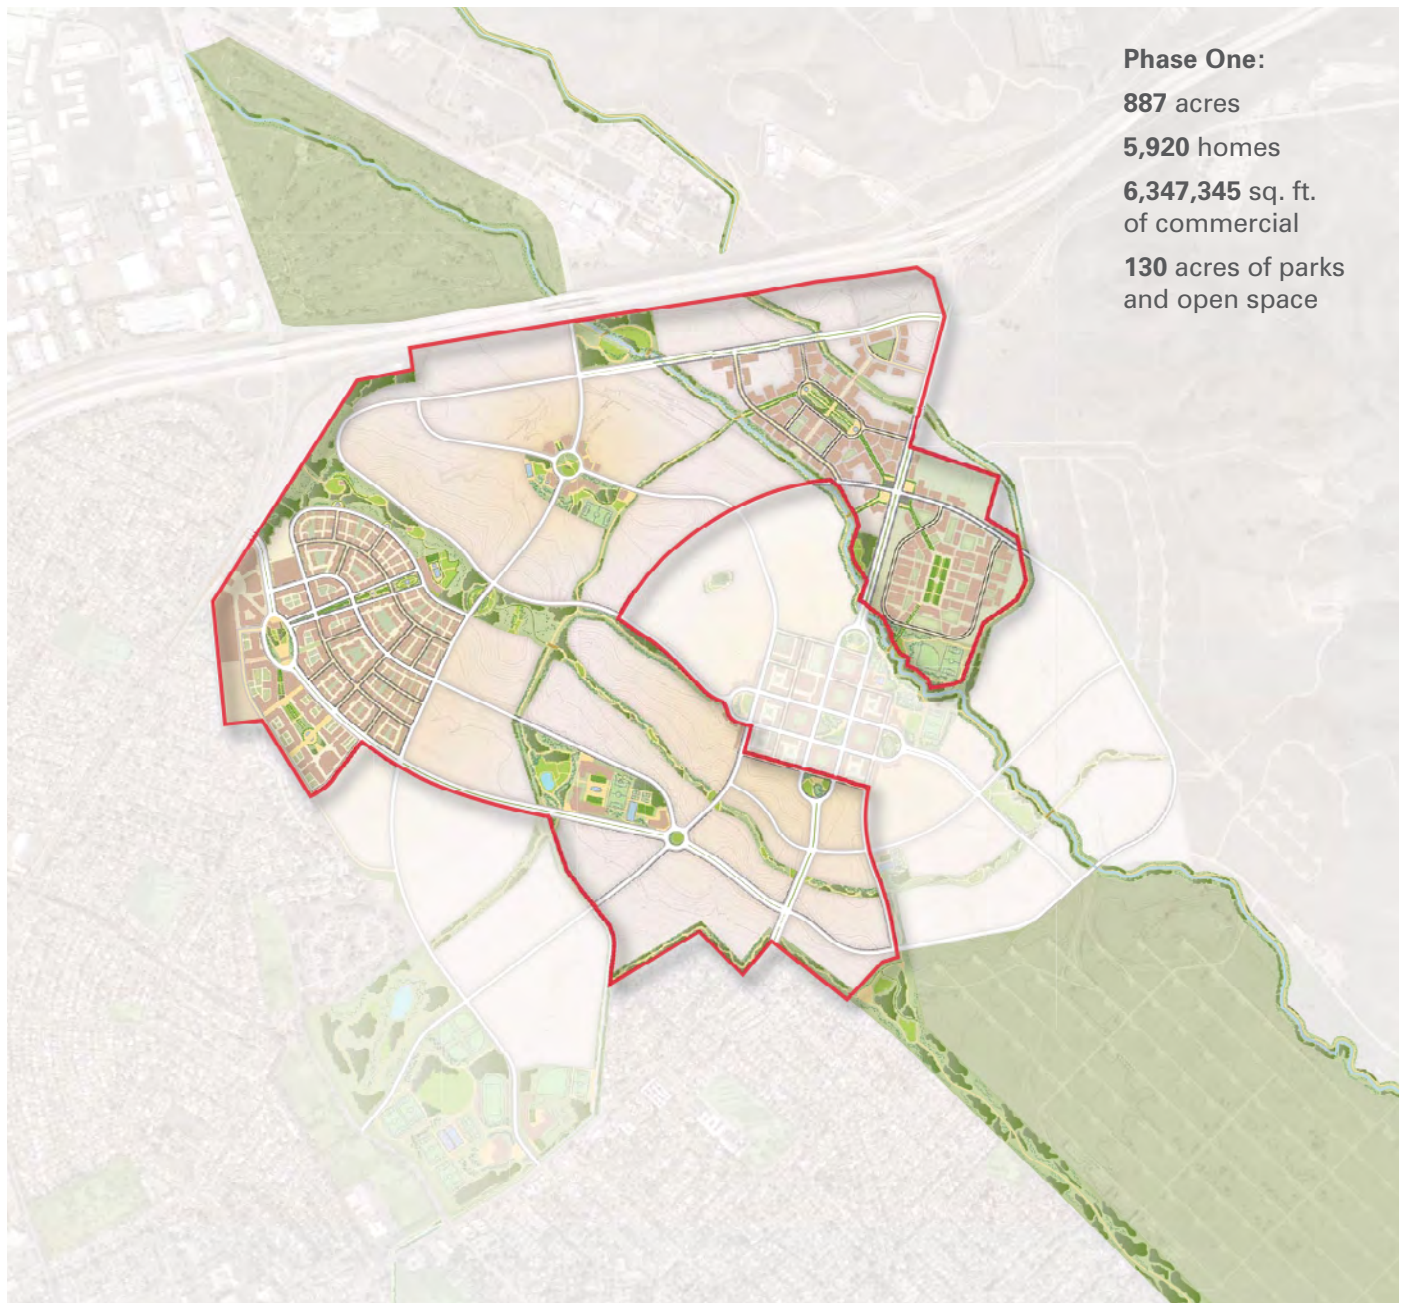 Phase One:
887 acres
5,920 homes
6,347,345 sq. ft.
of commercial
130 acres of parks
and open space